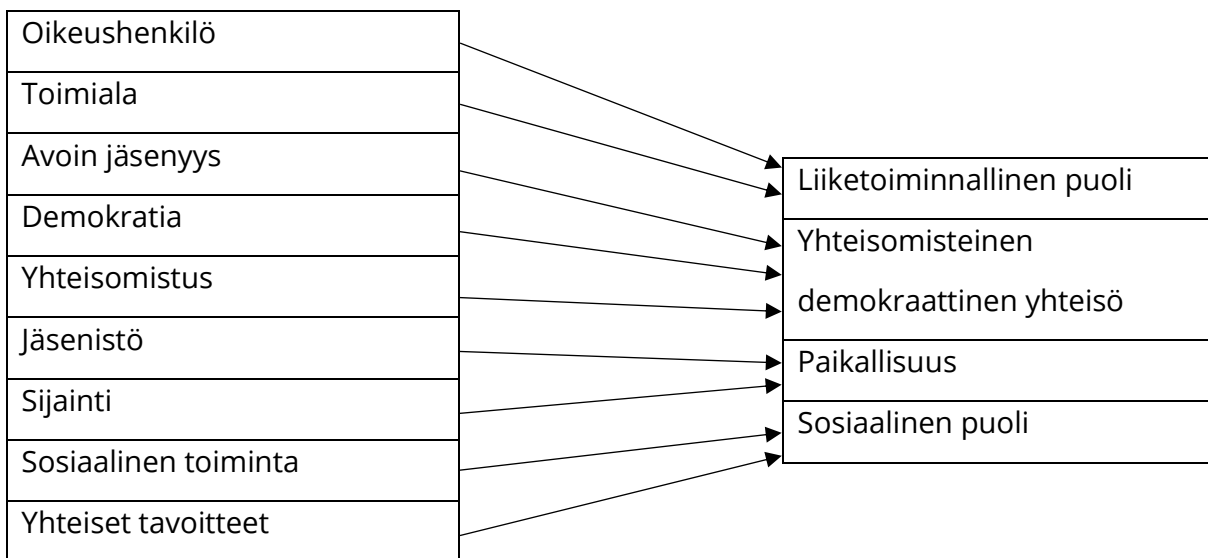 Oikeushenkilö
Toimiala
Avoin jäsenyys
Demokratia
Yhteisomistus
Jäsenistö
Sijainti
Sosiaalinen toiminta
Yhteiset tavoitteet
Liiketoiminnallinen puoli
Yhteisomisteinen
demokraattinen yhteisö
Paikallisuus
Sosiaalinen puoli